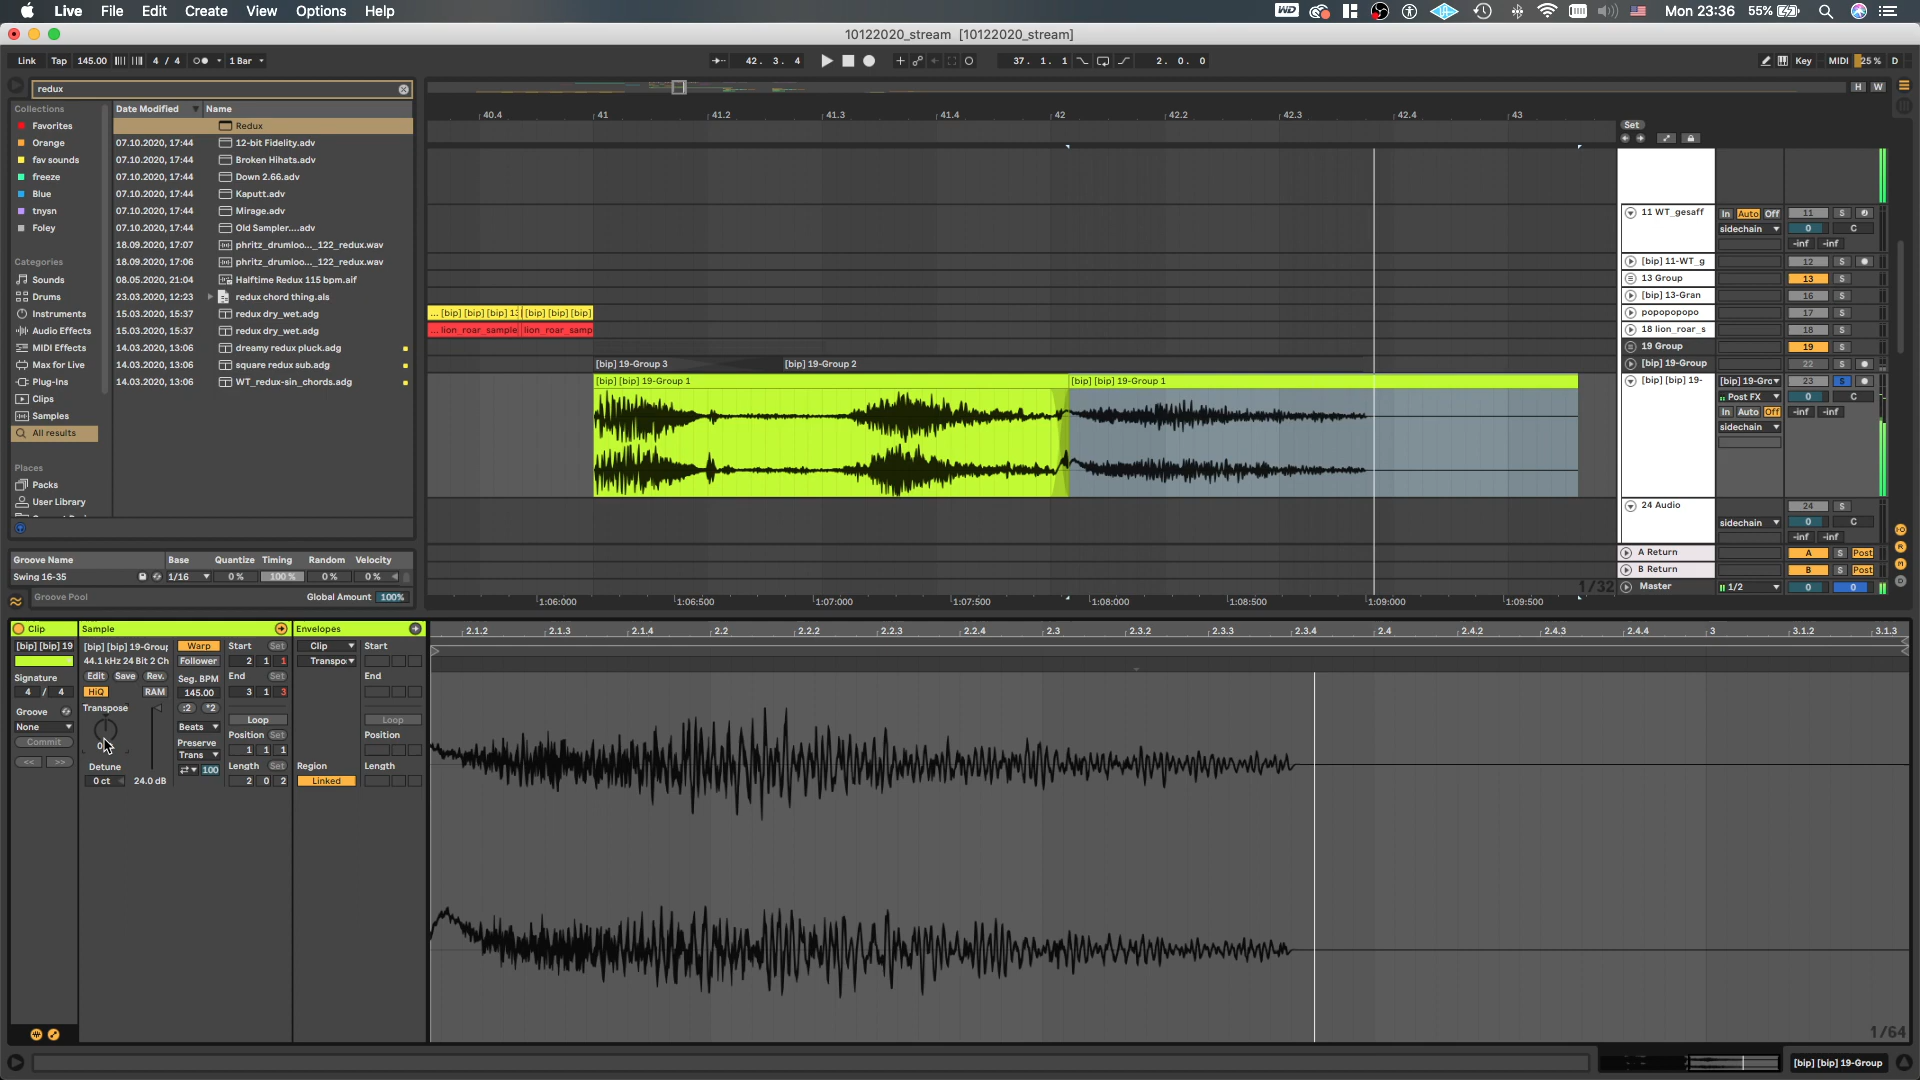 Live File Edit Create View Options Help
Mon 23:36 55%
10122020_stream [10122020_stream]
Link Tap 145.00 4 / 4 1 Bar 42. 3. 4 37. 1. 1 2. 0. 0 Key MIDI 25 % D
redux
H W
Collections Date Modified Name
Favorites Redux
Orange 07.10.2020, 17:44 12-bit Fidelity.adv
fav sounds 07.10.2020, 17:44 Broken Hihats.adv
freeze 07.10.2020, 17:44 Down 2.66.adv
Blue 07.10.2020, 17:44 Kaputt.adv
tnysn 07.10.2020, 17:44 Mirage.adv
Foley 07.10.2020, 17:44 Old Sampler....adv
18.09.2020, 17:07 phritz_drumloo..._122_redux.wav
Categories 18.09.2020, 17:06 phritz_drumloo..._122_redux.wav
Sounds 08.05.2020, 21:04 Halftime Redux 115 bpm.aif
Drums 23.03.2020, 12:23 redux chord thing.als
Instruments 15.03.2020, 15:37 redux dry_wet.adg
Audio Effects 15.03.2020, 15:37 redux dry_wet.adg
MIDI Effects 14.03.2020, 13:06 dreamy redux pluck.adg
Max for Live 14.03.2020, 13:06 square redux sub.adg
Plug-Ins 14.03.2020, 13:06 WT_redux-sin_chords.adg
Clips
Samples
All results
Places
Packs
User Library
Groove Name Base Quantize Timing Random Velocity
Swing 16-35 1/16 0 % 100 % 0 % 0 %
Groove Pool Global Amount 100%
40.4 41 41.2 41.3 41.4 42 42.2 42.3 42.4 43
Set
11 WT_gesaff In Auto Off 11 S
sidechain 0 C
-inf -inf
[bip] 11-WT_g 12 S
13 Group 13 S
[bip] 13-Gran 16 S
... [bip] [bip] [bip] 13 [bip] [bip] [bip] popopopopo 17 S
... lion_roar_sample lion_roar_samp 18 lion_roar_s 18 S
19 Group 19 S
[bip] 19-Group 3 [bip] 19-Group 2 [bip] 19-Group 22 S
[bip] [bip] 19-Group 1 [bip] [bip] 19-Group 1 [bip] [bip] 19- [bip] 19-Gro 23 S
Post FX 0 C
In Auto Off -inf -inf
sidechain
24 Audio 24 S
sidechain 0 C
-inf -inf
A Return A S Post
B Return B S Post
1/32 Master 1/2 0 0
1:06:000 1:06:500 1:07:000 1:07:500 1:08:000 1:08:500 1:09:000 1:09:500
Clip Sample Envelopes
[bip] [bip] 19 [bip] [bip] 19-Group Warp Start Set Clip Start
44.1 kHz 24 Bit 2 Ch Follower 2 1 1 Transpo
Signature Edit Save Rev. Seg. BPM End Set End
4 / 4 HiQ RAM 145.00 3 1 3
Groove Transpose :2 *2 Loop Loop
None Beats Position Set Position
Commit Preserve 1 1 1
<< >> Detune Trans Length Set Region Length
0 ct 24.0 dB 100 2 0 2 Linked
2.1.2 2.1.3 2.1.4 2.2 2.2.2 2.2.3 2.2.4 2.3 2.3.2 2.3.3 2.3.4 2.4 2.4.2 2.4.3 2.4.4 3 3.1.2 3.1.3
1/64
[bip] [bip] 19-Group